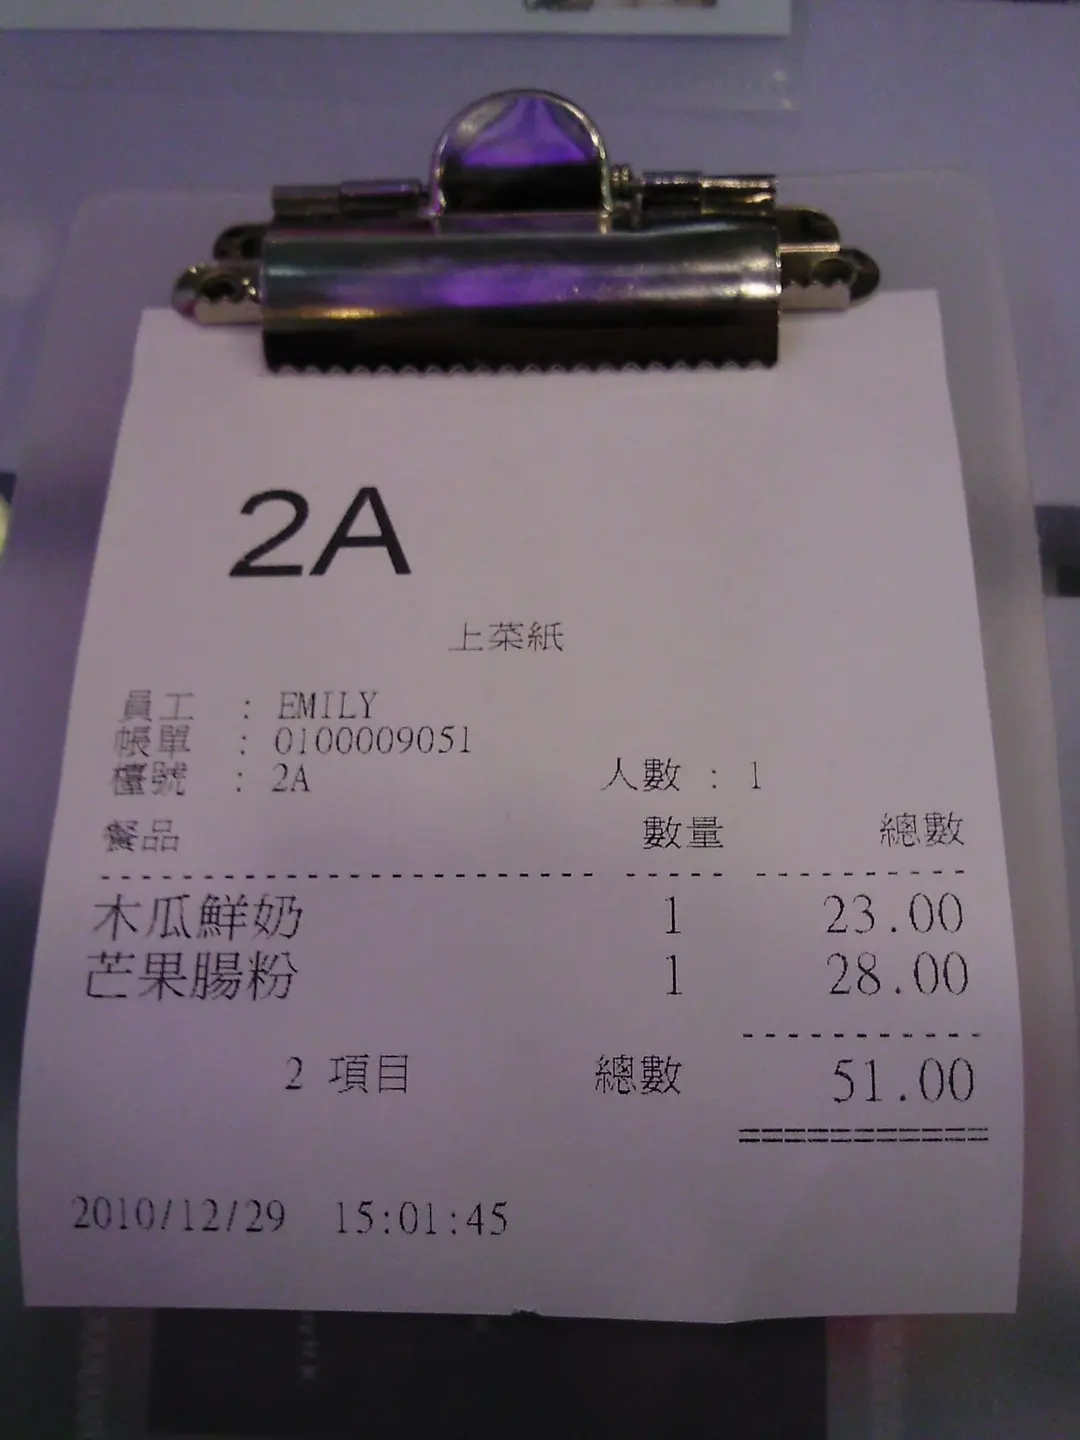 2A
上菜紙
員工 : EMILY
帳單 : 0100009051
檯號 : 2A 人數 : 1
餐品 數量 總數
木瓜鮮奶 1 23.00
芒果腸粉 1 28.00
2 項目 總數 51.00
2010/12/29 15:01:45